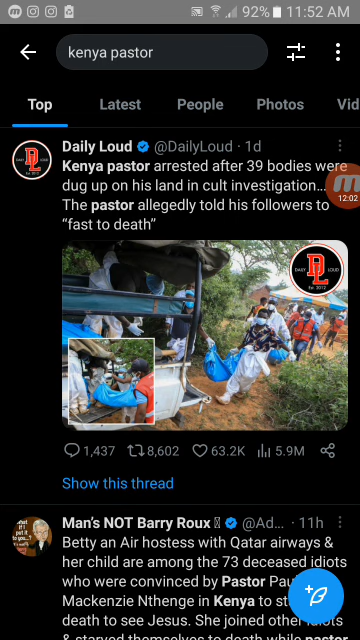 92% 11:52 AM
kenya pastor
Top Latest People Photos Vid
Daily Loud @DailyLoud · 1d
Kenya pastor arrested after 39 bodies were
dug up on his land in cult investigation...
The pastor allegedly told his followers to
“fast to death”
12:02
DAILY DL LOUD
Est. 2012
1,437 8,602 63.2K 5.9M
Show this thread
Man's NOT Barry Roux @Ad... · 11h
Betty an Air hostess with Qatar airways &
her child are among the 73 deceased idiots
who were convinced by Pastor Pau
Mackenzie Nthenge in Kenya to st
death to see Jesus. She joined other idiots
& starved themselves to death while pastor